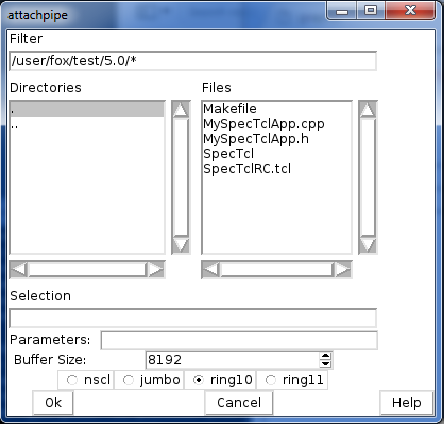 attachpipe
Filter
/user/fox/test/5.0/*
Directories Files
. Makefile
.. MySpecTclApp.cpp
MySpecTclApp.h
SpecTcl
SpecTclRC.tcl
Selection
Parameters:
Buffer Size: 8192
nscl jumbo ring10 ring11
Ok Cancel Help